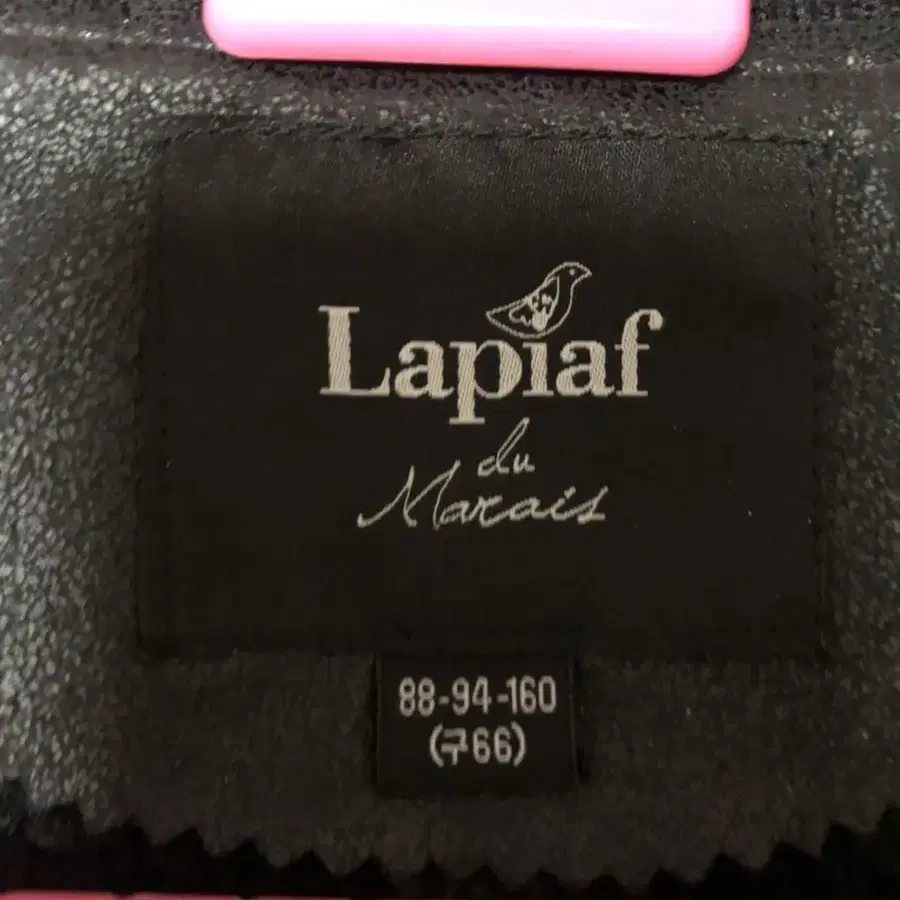 Lapiaf
du
Marais
88-94-160
(구66)